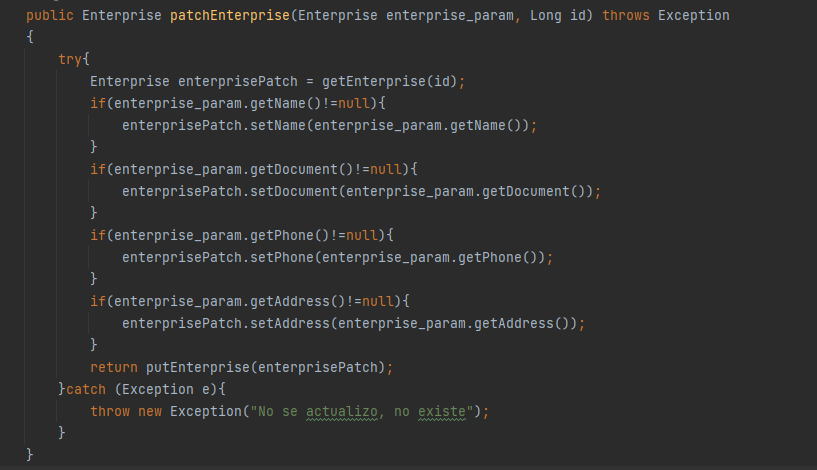 public Enterprise patchEnterprise(Enterprise enterprise_param, Long id) throws Exception
{
try{
Enterprise enterprisePatch = getEnterprise(id);
if(enterprise_param.getName()!=null){
enterprisePatch.setName(enterprise_param.getName());
}
if(enterprise_param.getDocument()!=null){
enterprisePatch.setDocument(enterprise_param.getDocument());
}
if(enterprise_param.getPhone()!=null){
enterprisePatch.setPhone(enterprise_param.getPhone());
}
if(enterprise_param.getAddress()!=null){
enterprisePatch.setAddress(enterprise_param.getAddress());
}
return putEnterprise(enterprisePatch);
}catch (Exception e){
throw new Exception("No se actualizo, no existe");
}
}